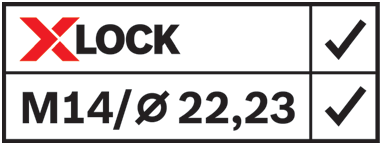 X LOCK ✓
M14/⌀ 22,23 ✓